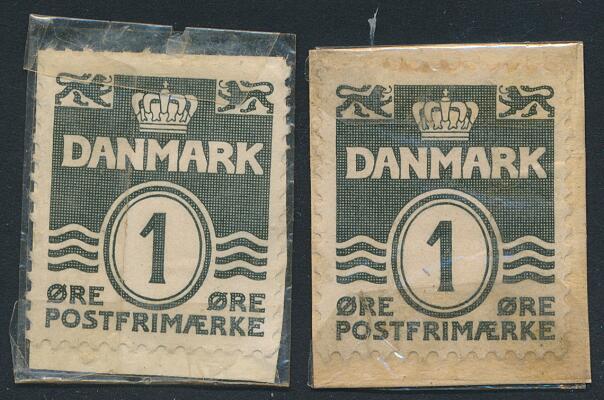 DANMARK
1
ØRE ØRE
POSTFRIMÆRKE
DANMARK
1
ØRE ØRE
POSTFRIMÆRKE